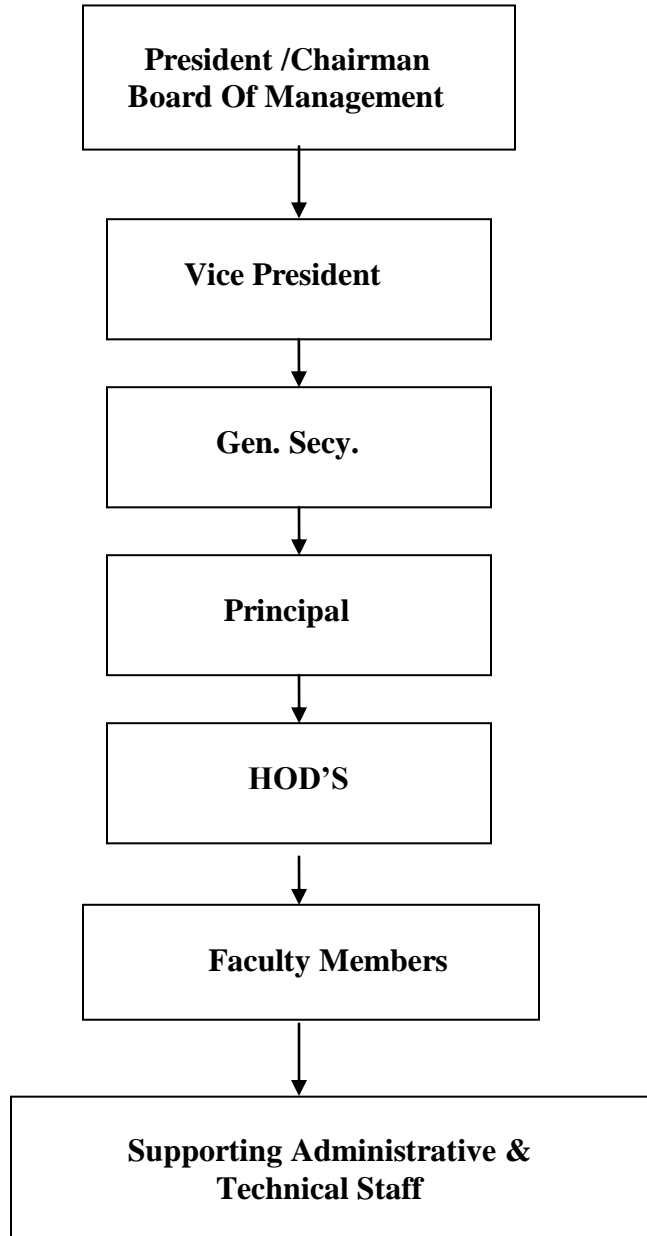 President /Chairman
Board Of Management
Vice President
Gen. Secy.
Principal
HOD’S
Faculty Members
Supporting Administrative &
Technical Staff